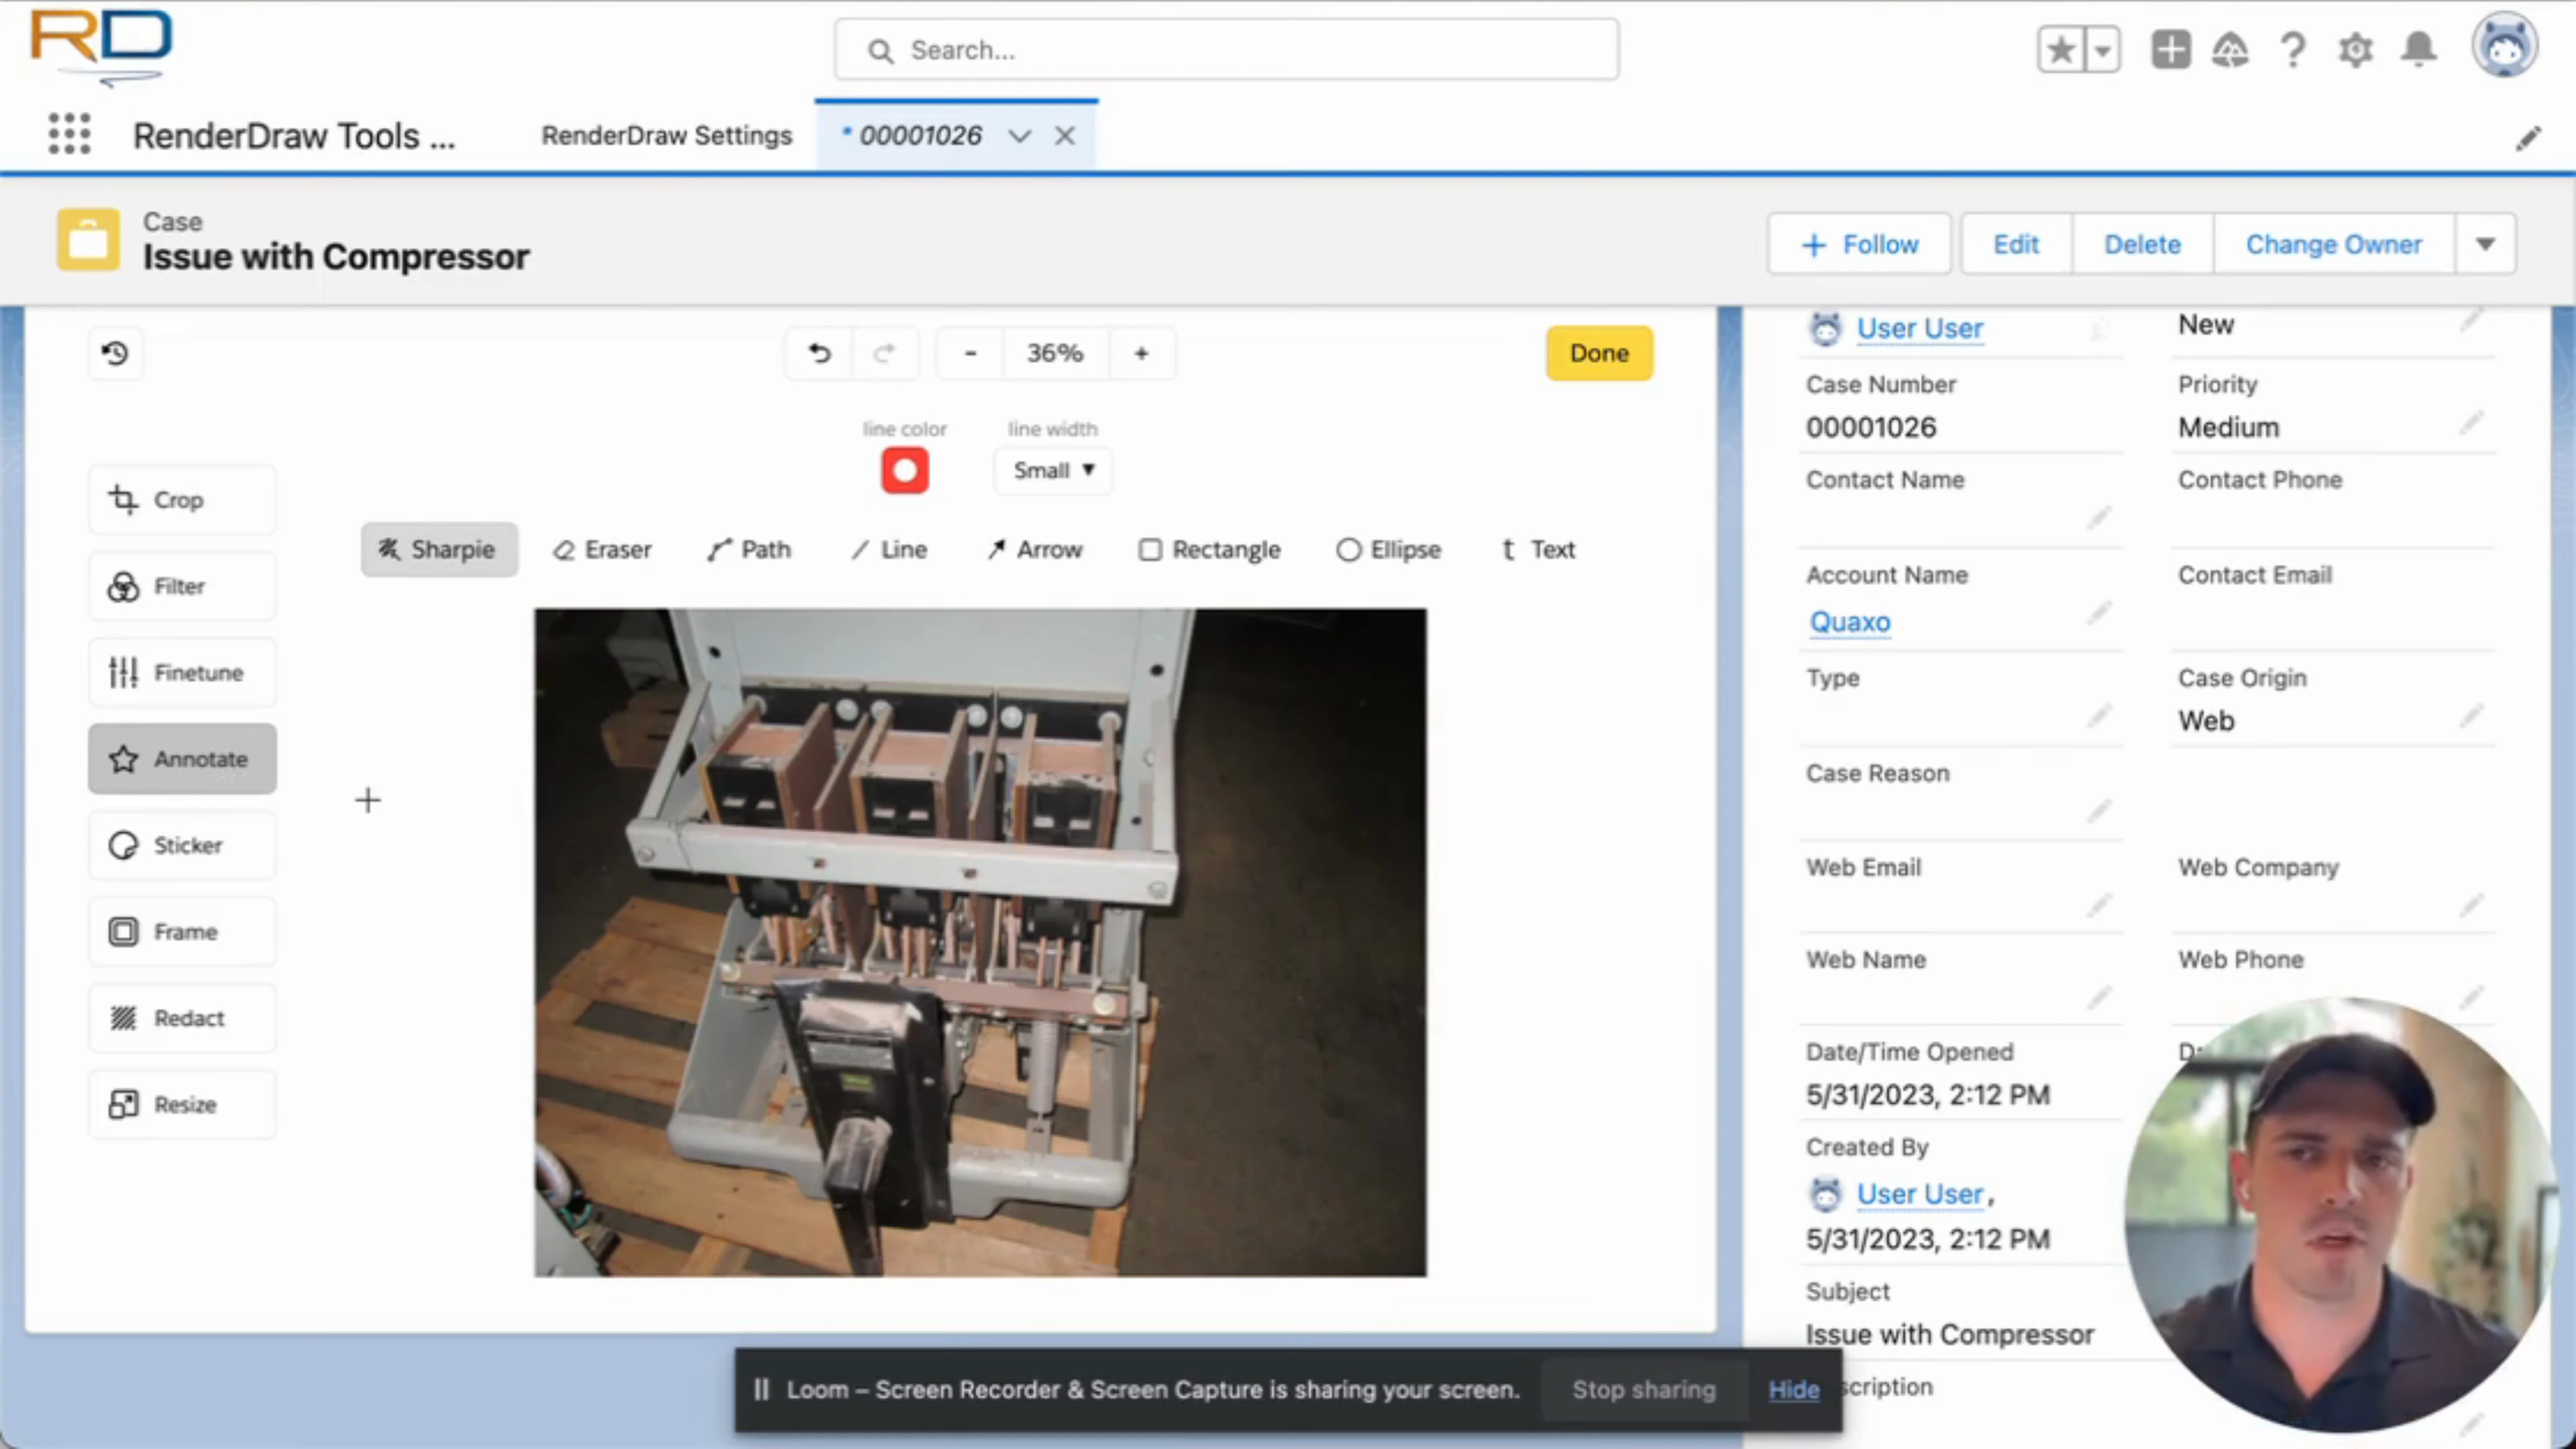 RD
Search...
RenderDraw Tools ...
RenderDraw Settings
* 00001026
Case
Issue with Compressor
+ Follow
Edit
Delete
Change Owner
- 36% +
Done
line color
line width
Small
Crop
Filter
Finetune
Annotate
Sticker
Frame
Redact
Resize
Sharpie
Eraser
Path
Line
Arrow
Rectangle
Ellipse
t Text
User User
New
Case Number
00001026
Priority
Medium
Contact Name
Contact Phone
Account Name
Quaxo
Contact Email
Type
Case Origin
Web
Case Reason
Web Email
Web Company
Web Name
Web Phone
Date/Time Opened
5/31/2023, 2:12 PM
Created By
User User,
5/31/2023, 2:12 PM
Subject
Issue with Compressor
scription
Loom – Screen Recorder & Screen Capture is sharing your screen.
Stop sharing
Hide